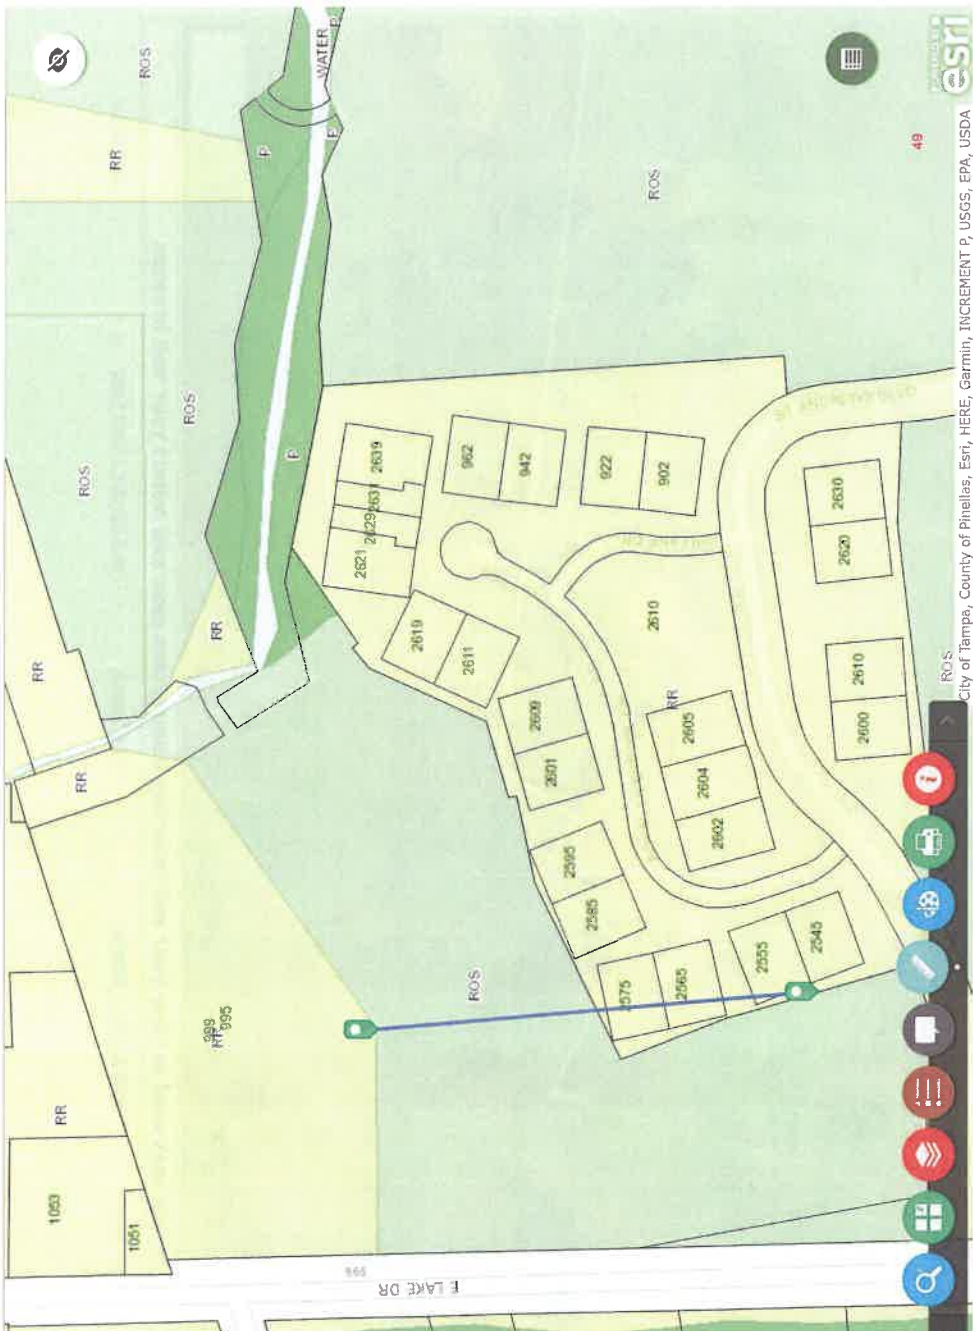 ROS
WATER
P
RR
P
P
49
ROS
ROS
ROS
P
RR
RR
RR
2639
2631
2629
2621
962
942
922
902
2619
2611
2610
2630
2620
2609
2601
RR
2605
2604
2602
2610
2600
ROS
2595
2585
ROS
2575
2565
2555
2545
999
995
RR
RR
1053
1051
E LAKE DR
City of Tampa, County of Pinellas, Esri, HERE, Garmin, INCREMENT P, USGS, EPA, USDA
POWERED BY
esri